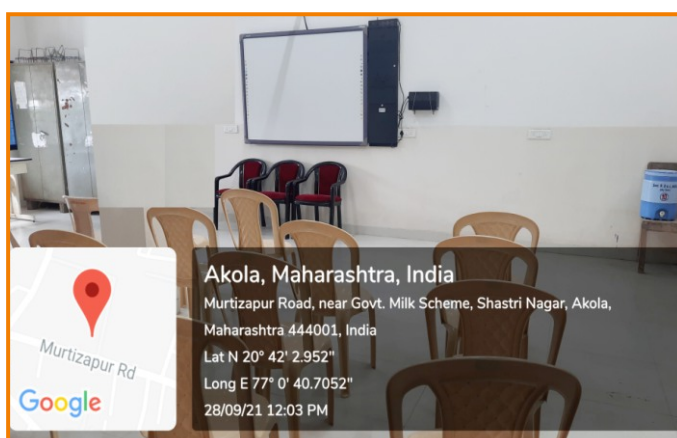 Akola, Maharashtra, India
Murtizapur Road, near Govt. Milk Scheme, Shastri Nagar, Akola,
Maharashtra 444001, India
Lat N 20° 42' 2.952"
Long E 77° 0' 40.7052"
28/09/21 12:03 PM
Murtizapur Rd
Google